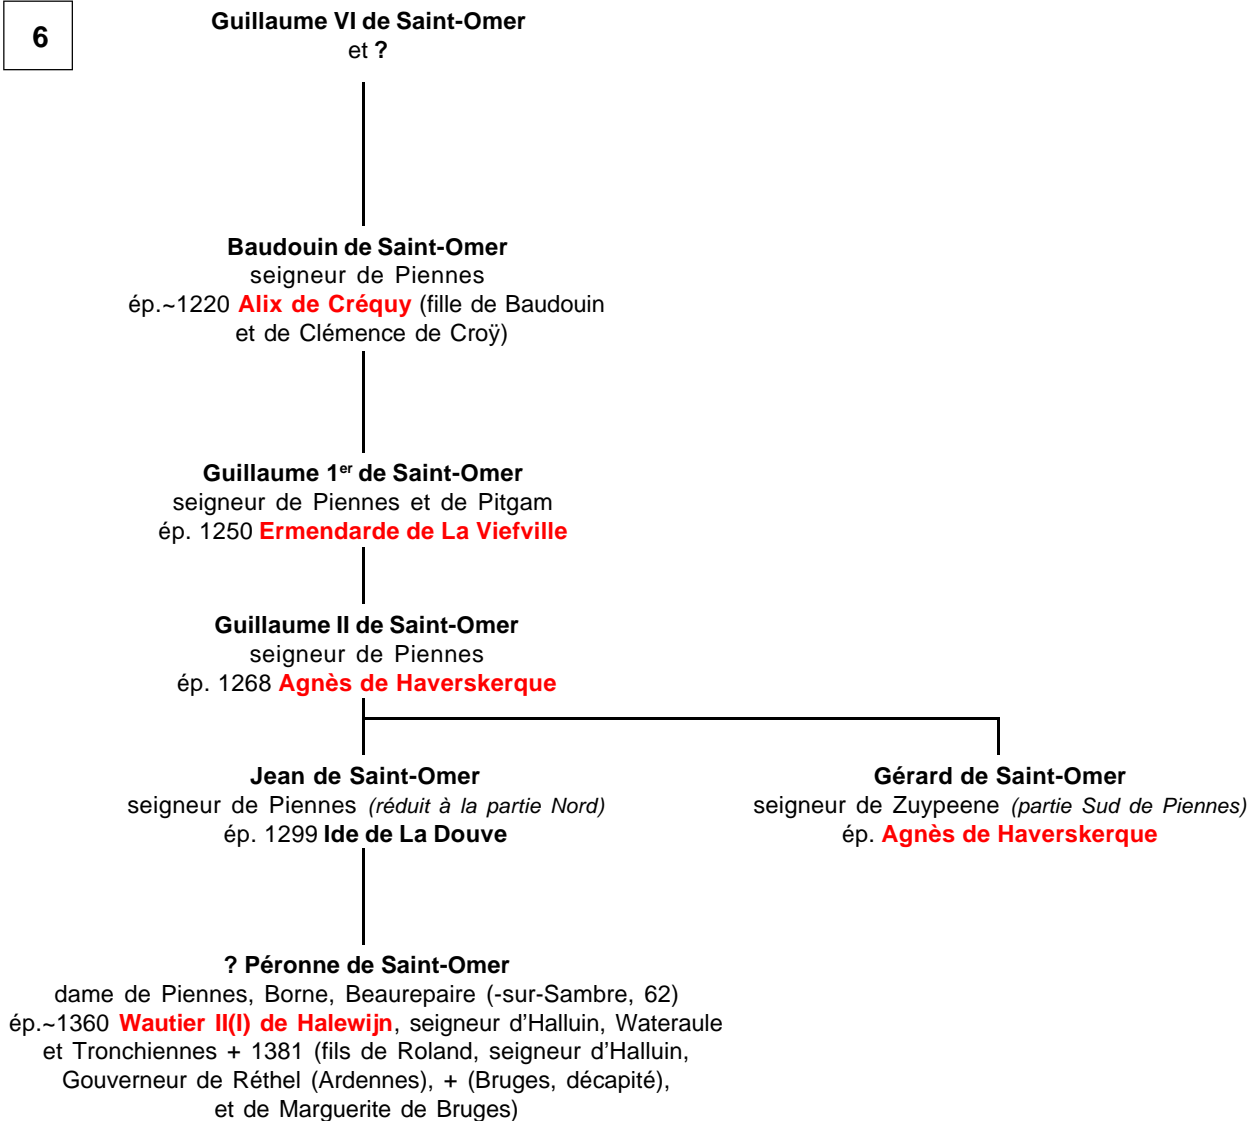 6
Guillaume VI de Saint-Omer
et ?
Baudouin de Saint-Omer
seigneur de Piennes
ép.~1220 Alix de Créquy (fille de Baudouin
et de Clémence de Croÿ)
Guillaume 1er de Saint-Omer
seigneur de Piennes et de Pitgam
ép. 1250 Ermendarde de La Viefville
Guillaume II de Saint-Omer
seigneur de Piennes
ép. 1268 Agnès de Haverskerque
Jean de Saint-Omer
seigneur de Piennes (réduit à la partie Nord)
ép. 1299 Ide de La Douve
Gérard de Saint-Omer
seigneur de Zuypeene (partie Sud de Piennes)
ép. Agnès de Haverskerque
? Péronne de Saint-Omer
dame de Piennes, Borne, Beaurepaire (-sur-Sambre, 62)
ép.~1360 Wautier II(I) de Halewijn, seigneur d'Halluin, Wateraule
et Tronchiennes + 1381 (fils de Roland, seigneur d'Halluin,
Gouverneur de Réthel (Ardennes), + (Bruges, décapité),
et de Marguerite de Bruges)